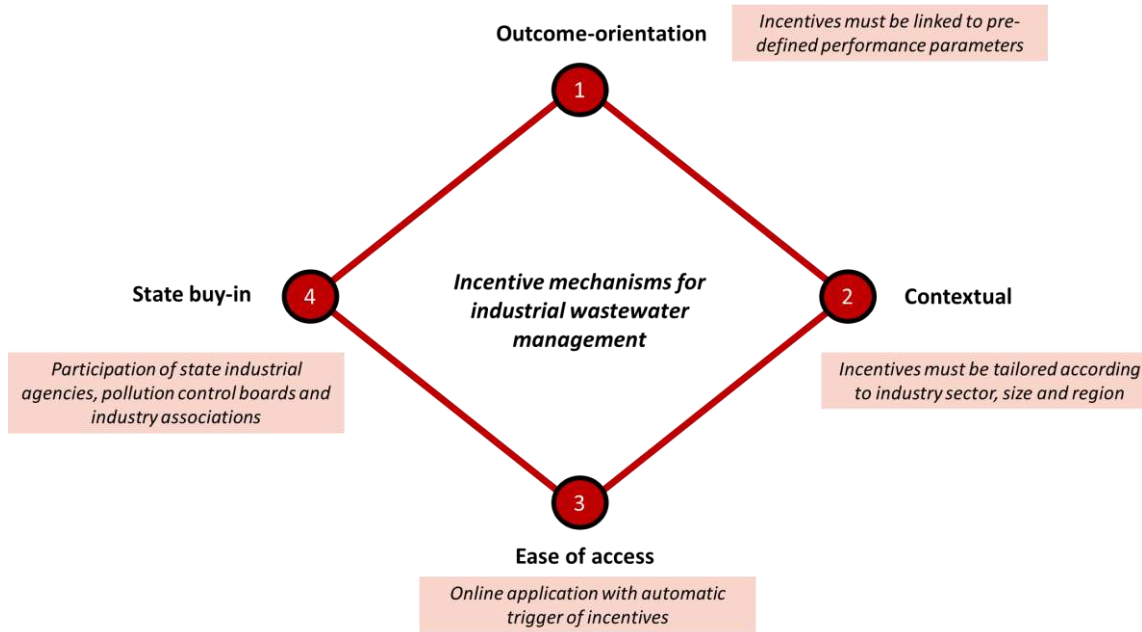 Outcome-orientation
Incentives must be linked to pre-
defined performance parameters
1
State buy-in
4
Incentive mechanisms for
industrial wastewater
management
2
Contextual
Participation of state industrial
agencies, pollution control boards and
industry associations
Incentives must be tailored according
to industry sector, size and region
3
Ease of access
Online application with automatic
trigger of incentives